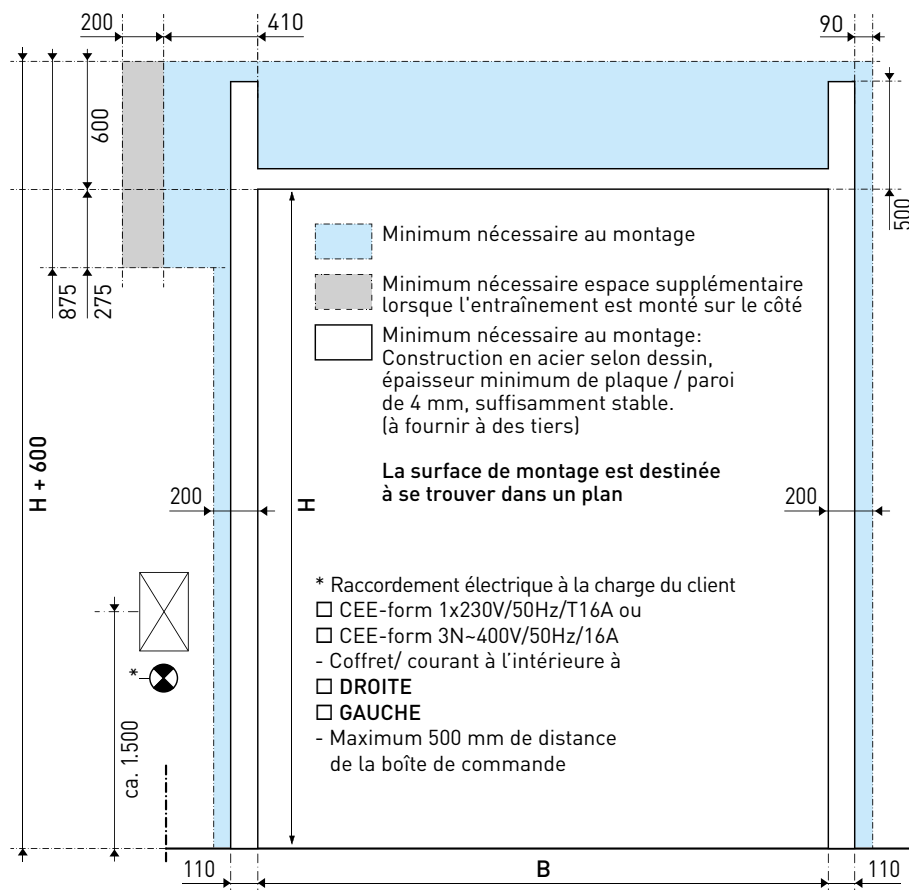 200
410
90
600
500
875
275
Minimum nécessaire au montage
Minimum nécessaire espace supplémentaire
lorsque l'entraînement est monté sur le côté
Minimum nécessaire au montage:
Construction en acier selon dessin,
épaisseur minimum de plaque / paroi
de 4 mm, suffisamment stable.
(à fournir à des tiers)
La surface de montage est destinée
à se trouver dans un plan
H + 600
200
H
200
* Raccordement électrique à la charge du client
☐ CEE-form 1x230V/50Hz/T16A ou
☐ CEE-form 3N~400V/50Hz/16A
- Coffret/ courant à l'intérieure à
☐ DROITE
☐ GAUCHE
- Maximum 500 mm de distance
de la boîte de commande
*
ca. 1.500
110
B
110